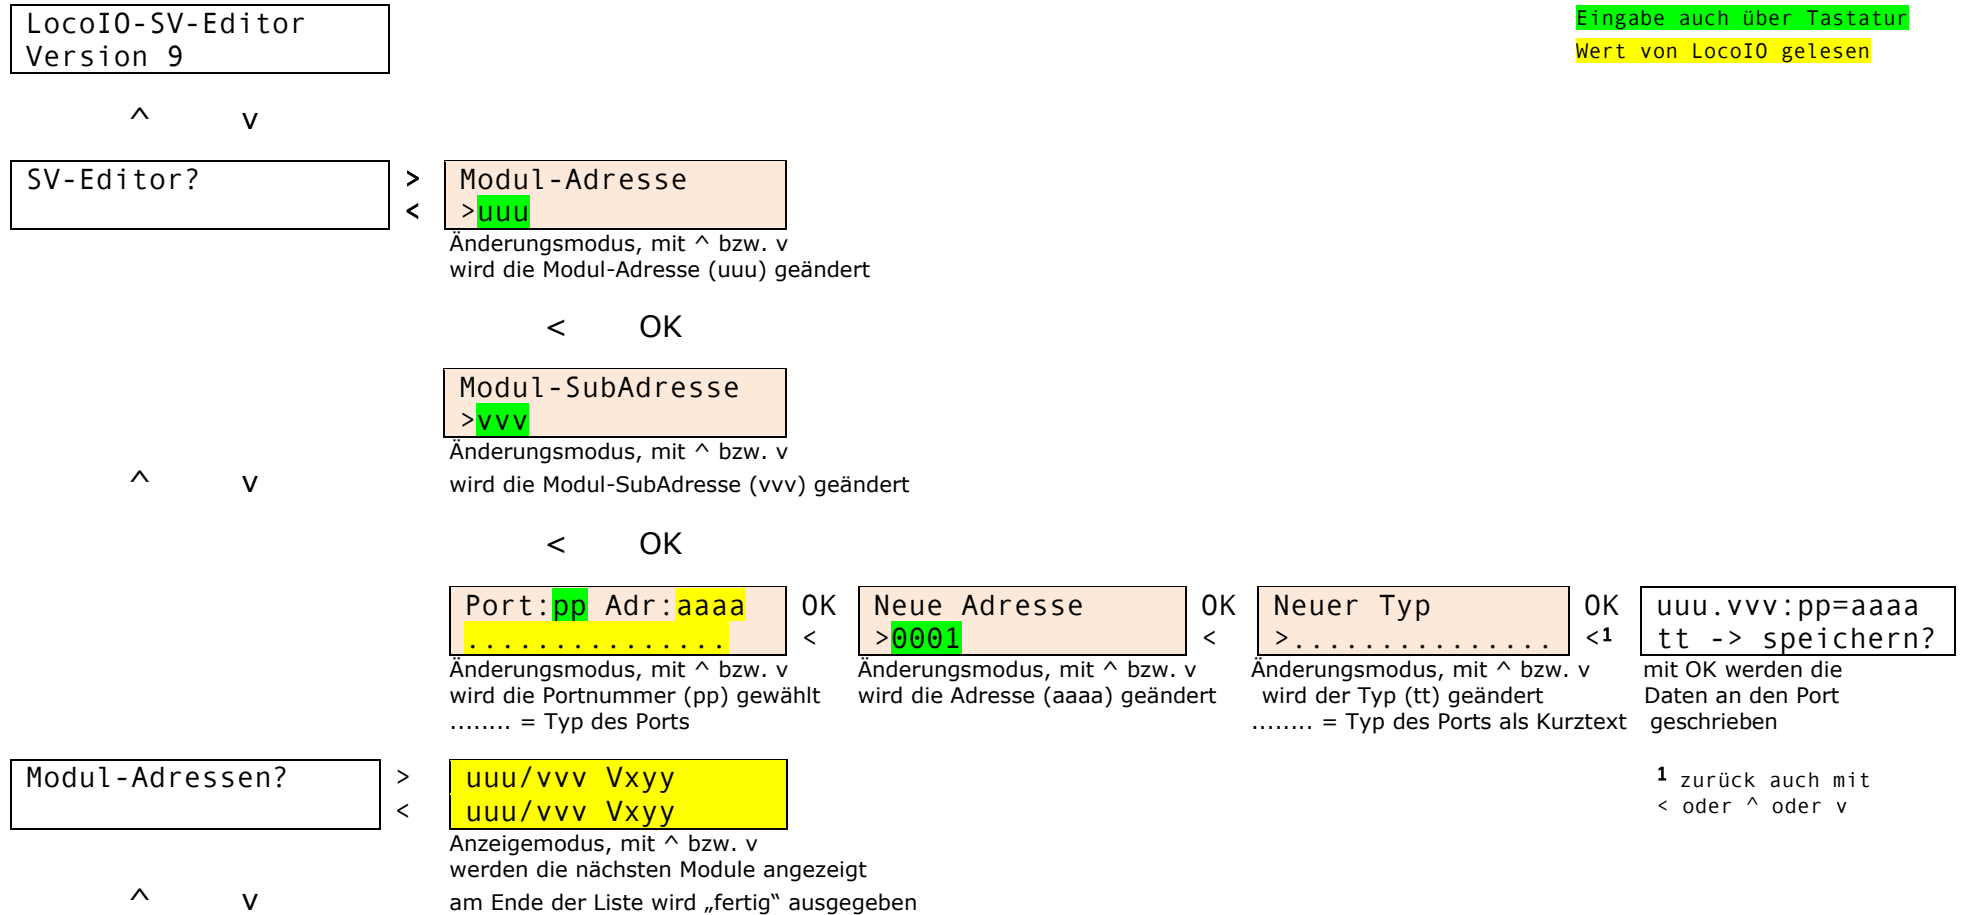 LocoIO-SV-Editor
Version 9
Eingabe auch über Tastatur
Wert von LocoIO gelesen
^ v
SV-Editor?
>
<
Modul-Adresse
>uuu
Änderungsmodus, mit ^ bzw. v
wird die Modul-Adresse (uuu) geändert
< OK
Modul-SubAdresse
>vvv
Änderungsmodus, mit ^ bzw. v
^ v
wird die Modul-SubAdresse (vvv) geändert
< OK
Port:pp Adr:aaaa
...............
OK
<
Neue Adresse
>0001
OK
<
Neuer Typ
>...............
OK
<1
uuu.vvv:pp=aaaa
tt -> speichern?
Änderungsmodus, mit ^ bzw. v
wird die Portnummer (pp) gewählt
........ = Typ des Ports
Änderungsmodus, mit ^ bzw. v
wird die Adresse (aaaa) geändert
Änderungsmodus, mit ^ bzw. v
wird der Typ (tt) geändert
........ = Typ des Ports als Kurztext
mit OK werden die
Daten an den Port
geschrieben
Modul-Adressen?
>
<
uuu/vvv Vxyy
uuu/vvv Vxyy
1 zurück auch mit
< oder ^ oder v
Anzeigemodus, mit ^ bzw. v
werden die nächsten Module angezeigt
^ v
am Ende der Liste wird „fertig“ ausgegeben